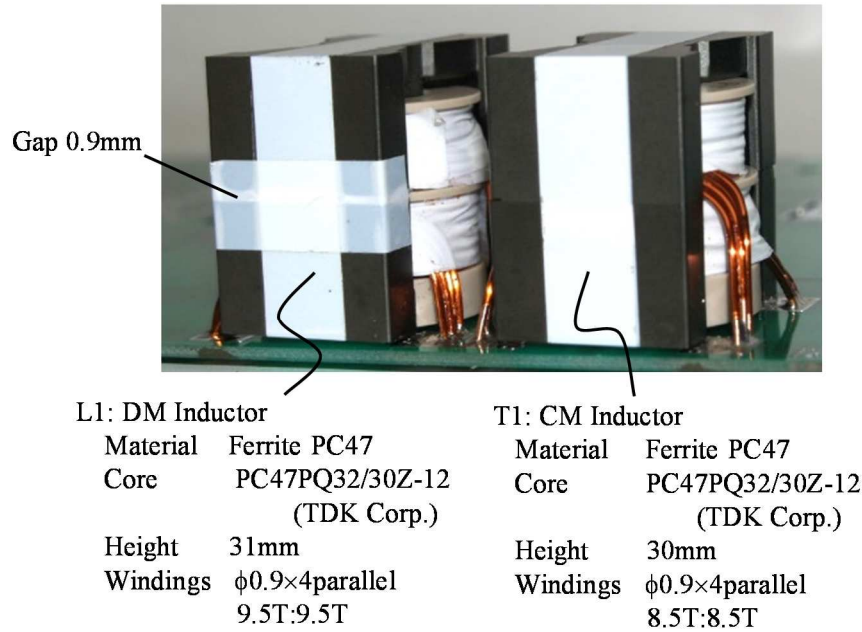 Gap 0.9mm
L1: DM Inductor
Material Ferrite PC47
Core PC47PQ32/30Z-12
(TDK Corp.)
Height 31mm
Windings ϕ0.9×4parallel
9.5T:9.5T
T1: CM Inductor
Material Ferrite PC47
Core PC47PQ32/30Z-12
(TDK Corp.)
Height 30mm
Windings ϕ0.9×4parallel
8.5T:8.5T